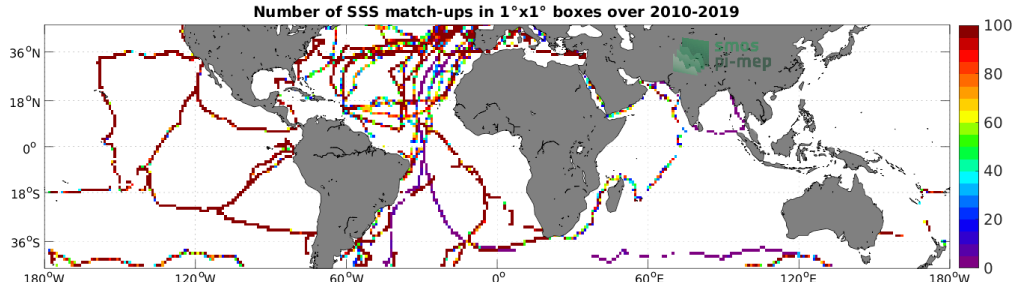 Number of SSS match-ups in 1°x1° boxes over 2010-2019
36°N
18°N
0°
18°S
36°S
180°W
120°W
60°W
0°
60°E
120°E
180°W
smos
pi-mep
100
80
60
40
20
0